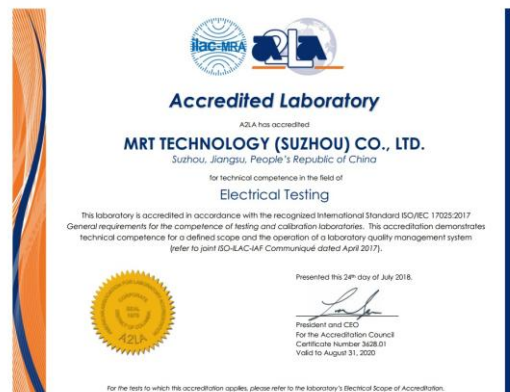 ilac-MRA
A2LA
Accredited Laboratory
A2LA has accredited
MRT TECHNOLOGY (SUZHOU) CO., LTD.
Suzhou, Jiangsu, People's Republic of China
for technical competence in the field of
Electrical Testing
This laboratory is accredited in accordance with the recognized International Standard ISO/IEC 17025:2017
General requirements for the competence of testing and calibration laboratories. This accreditation demonstrates
technical competence for a defined scope and the operation of a laboratory quality management system
(refer to joint ISO-ILAC-IAF Communiqué dated April 2017).
Presented this 24th day of July 2018.
President and CEO
For the Accreditation Council
Certificate Number 3628.01
Valid to August 31, 2020
CORPORATE
SEAL
1978
A2LA
For the tests to which this accreditation applies, please refer to the laboratory's Electrical Scope of Accreditation.